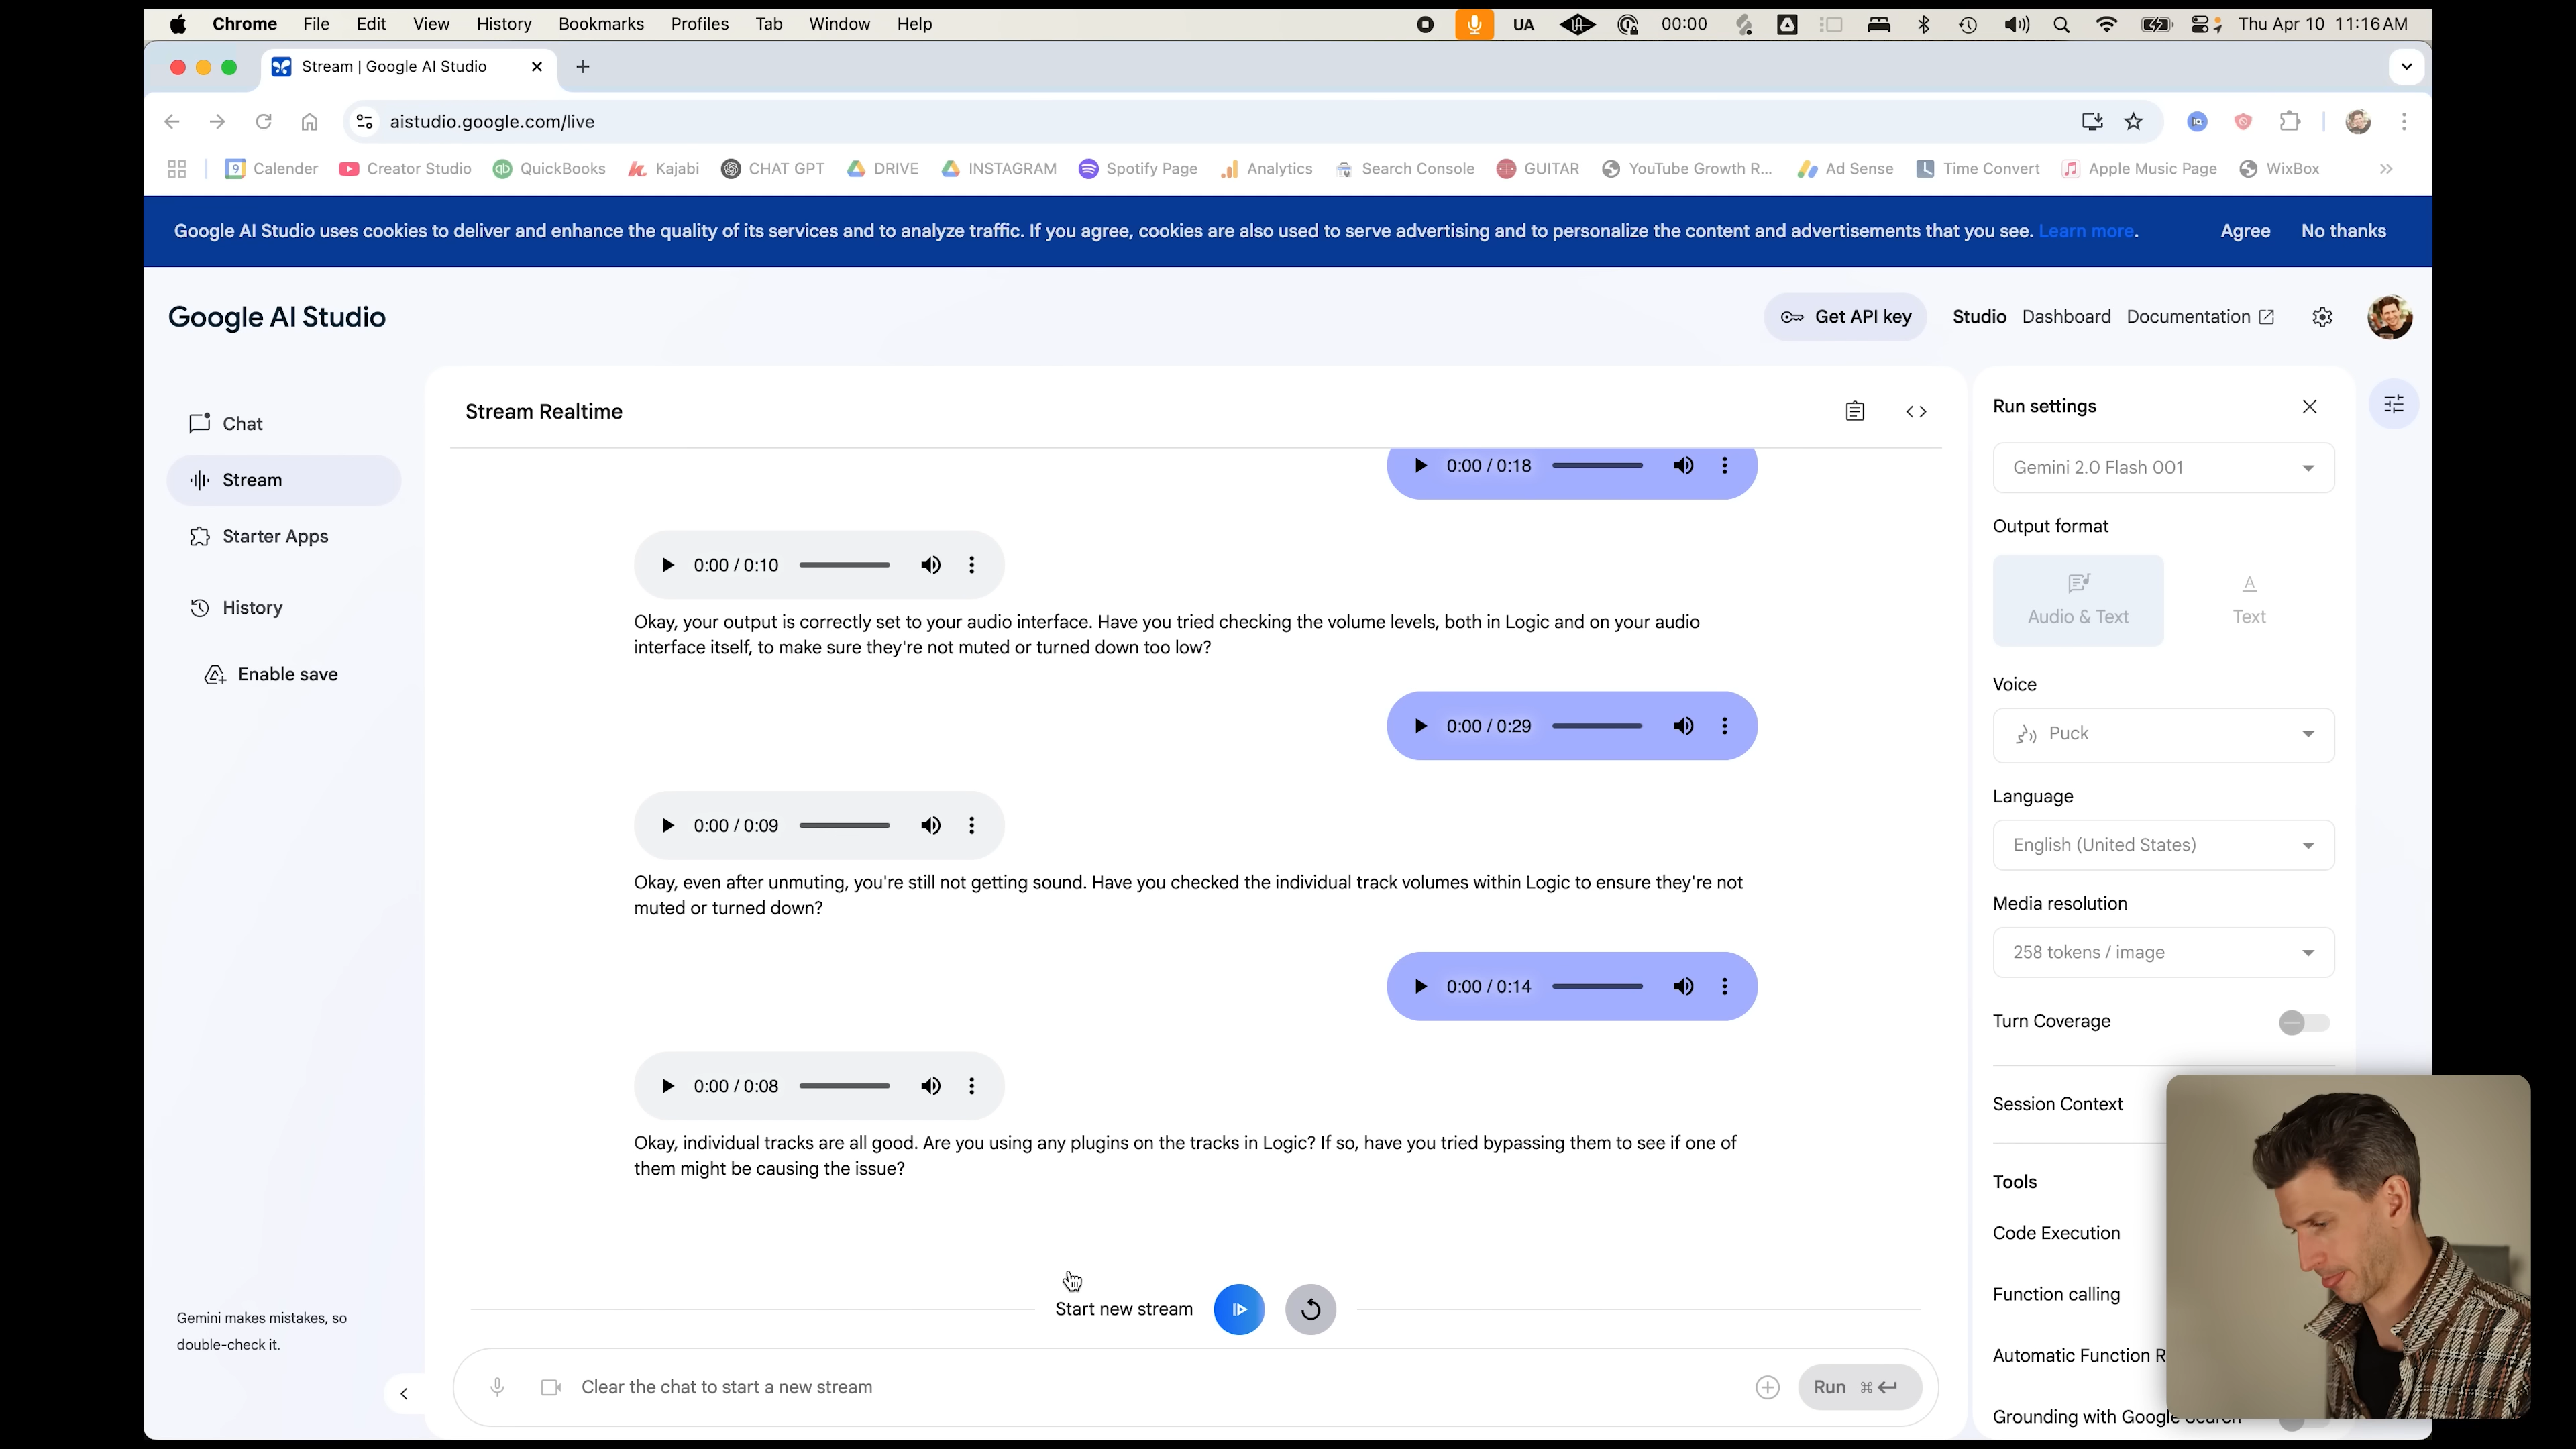 Chrome File Edit View History Bookmarks Profiles Tab Window Help UA 00:00 Thu Apr 10 11:16 AM
Stream | Google AI Studio
aistudio.google.com/live
Calender Creator Studio QuickBooks Kajabi CHAT GPT DRIVE INSTAGRAM Spotify Page Analytics Search Console GUITAR YouTube Growth R... Ad Sense Time Convert Apple Music Page WixBox
Google AI Studio uses cookies to deliver and enhance the quality of its services and to analyze traffic. If you agree, cookies are also used to serve advertising and to personalize the content and advertisements that you see. Learn more. Agree No thanks
Google AI Studio
Get API key Studio Dashboard Documentation
Chat
Stream
Starter Apps
History
Enable save
Gemini makes mistakes, so
double-check it.
Stream Realtime
0:00 / 0:18
0:00 / 0:10
Okay, your output is correctly set to your audio interface. Have you tried checking the volume levels, both in Logic and on your audio
interface itself, to make sure they're not muted or turned down too low?
0:00 / 0:29
0:00 / 0:09
Okay, even after unmuting, you're still not getting sound. Have you checked the individual track volumes within Logic to ensure they're not
muted or turned down?
0:00 / 0:14
0:00 / 0:08
Okay, individual tracks are all good. Are you using any plugins on the tracks in Logic? If so, have you tried bypassing them to see if one of
them might be causing the issue?
Start new stream
Clear the chat to start a new stream
Run ⌘
Run settings
Gemini 2.0 Flash 001
Output format
Audio & Text
Text
Voice
Puck
Language
English (United States)
Media resolution
258 tokens / image
Turn Coverage
Session Context
Tools
Code Execution
Function calling
Automatic Function R
Grounding with Google Search